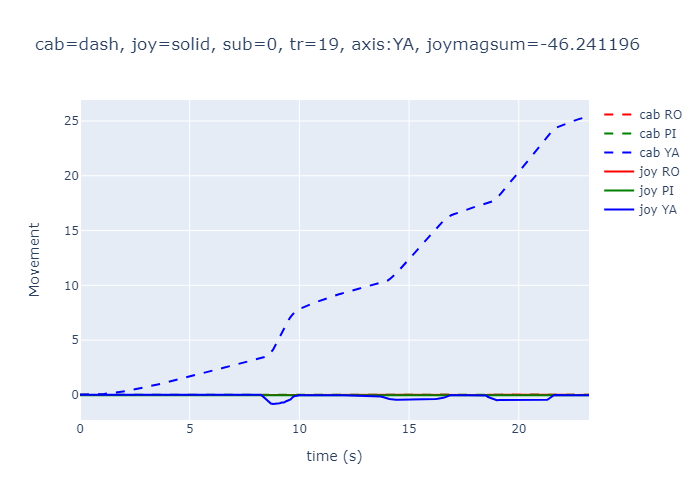 cab=dash, joy=solid, sub=0, tr=19, axis:YA, joymagsum=-46.241196
cab RO
cab PI
cab YA
joy RO
joy PI
joy YA
Movement
25
20
15
10
5
0
0 5 10 15 20
time (s)